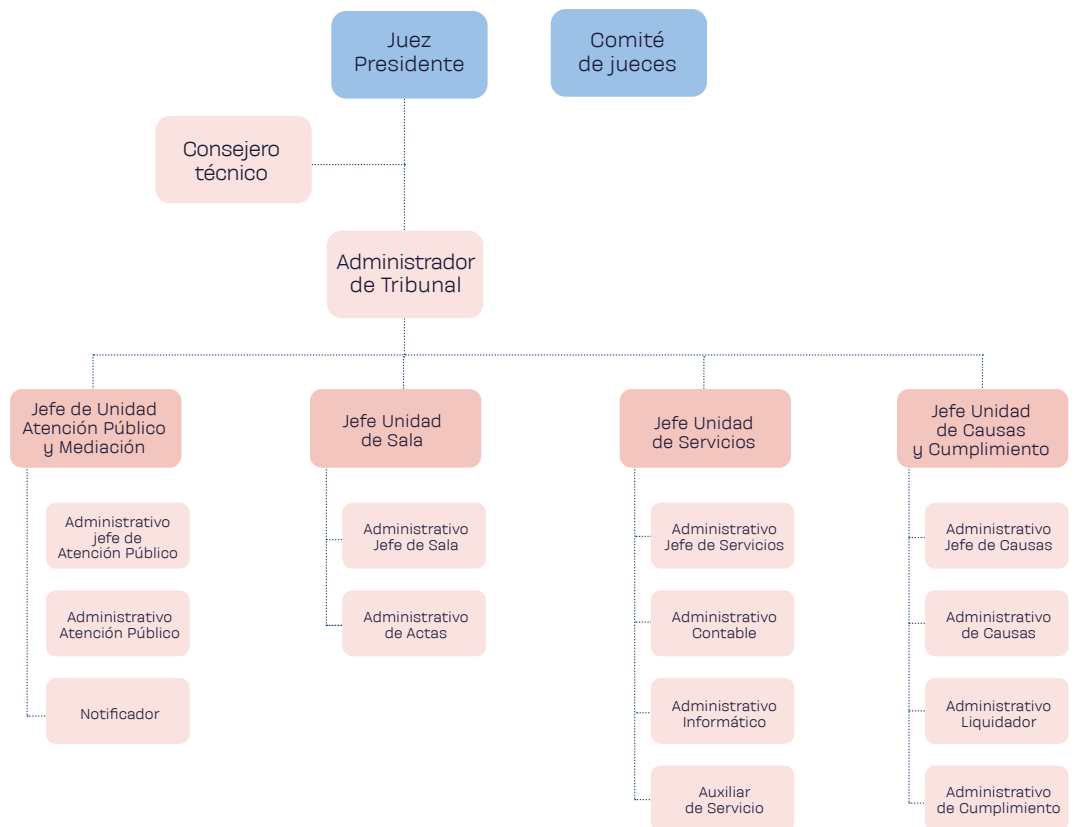 Juez
Presidente
Comité
de jueces
Consejero
técnico
Administrador
de Tribunal
Jefe de Unidad
Atención Público
y Mediación
Jefe Unidad
de Sala
Jefe Unidad
de Servicios
Jefe Unidad
de Causas
y Cumplimiento
Administrativo
jefe de
Atención Público
Administrativo
Atención Público
Notificador
Administrativo
Jefe de Sala
Administrativo
de Actas
Administrativo
Jefe de Servicios
Administrativo
Contable
Administrativo
Informático
Auxiliar
de Servicio
Administrativo
Jefe de Causas
Administrativo
de Causas
Administrativo
Liquidador
Administrativo
de Cumplimiento